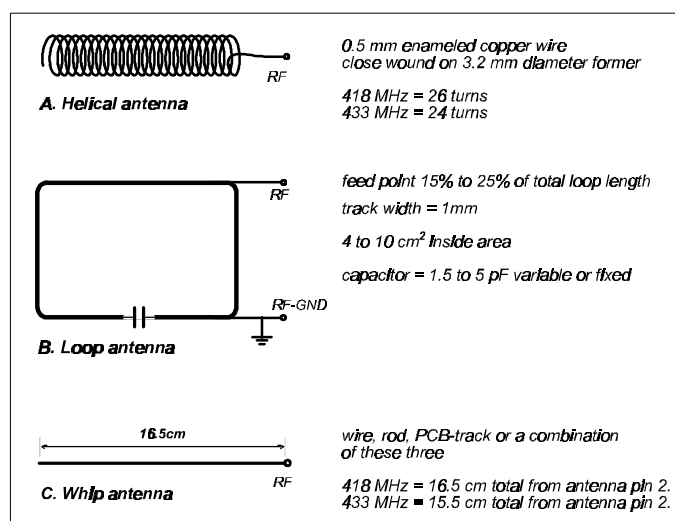 0.5 mm enameled copper wire
close wound on 3.2 mm diameter former
RF
A. Helical antenna
418 MHz = 26 turns
433 MHz = 24 turns
feed point 15% to 25% of total loop length
RF
track width = 1mm
4 to 10 cm² inside area
capacitor = 1.5 to 5 pF variable or fixed
RF-GND
B. Loop antenna
16.5cm
wire, rod, PCB-track or a combination
of these three
RF
C. Whip antenna
418 MHz = 16.5 cm total from antenna pin 2.
433 MHz = 15.5 cm total from antenna pin 2.